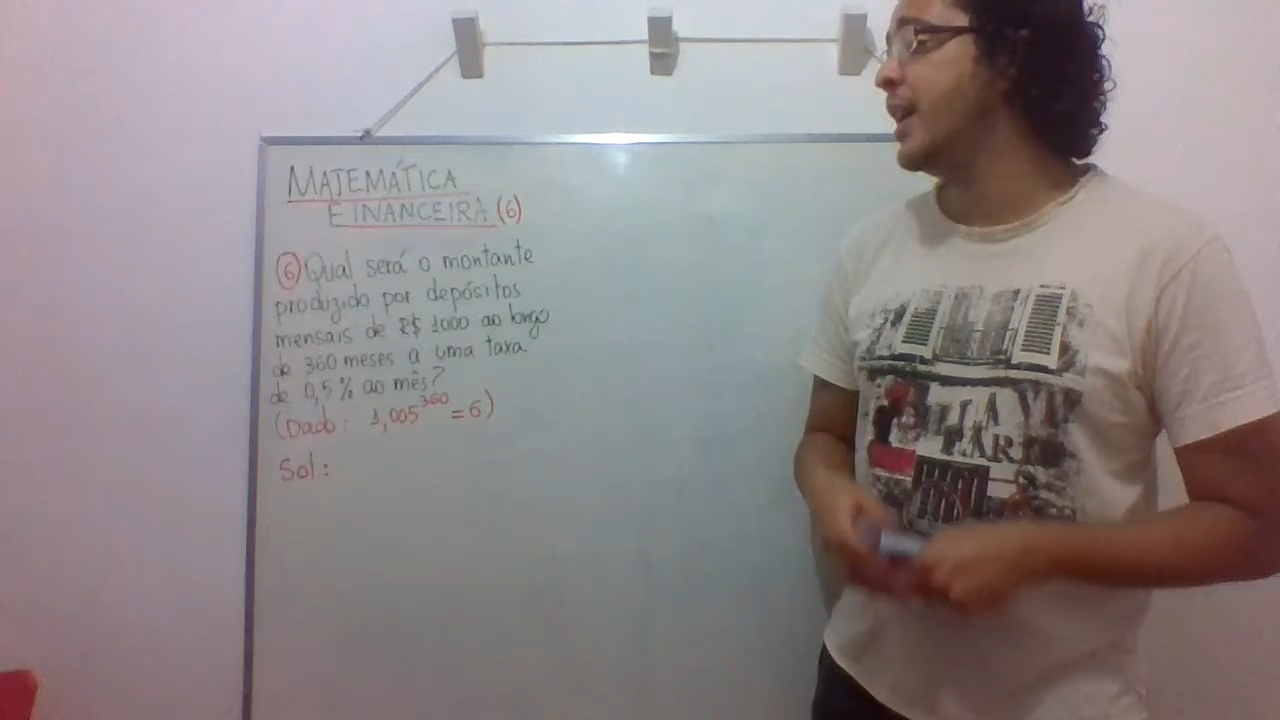 MATEMÁTICA
FINANCEIRA (6)
6 Qual será o montante
produzido por depósitos
mensais de R$ 1000 ao longo
de 360 meses a uma taxa
de 0,5% ao mês?
(Dado: 1,005^360 = 6)
Sol.:
PARI